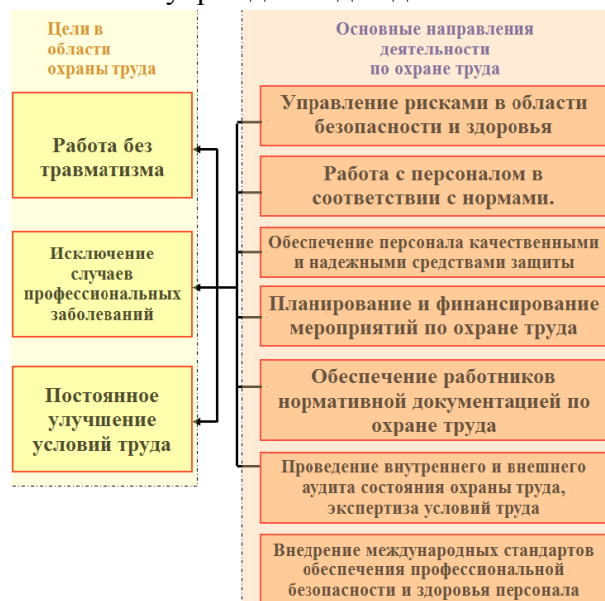 Цели в
области
охраны труда
Работа без
травматизма
Исключение
случаев
профессиональных
заболеваний
Постоянное
улучшение
условий труда
Основные направления
деятельности
по охране труда
Управление рисками в области
безопасности и здоровья
Работа с персоналом в
соответствии с нормами.
Обеспечение персонала качественными
и надежными средствами защиты
Планирование и финансирование
мероприятий по охране труда
Обеспечение работников
нормативной документацией по
охране труда
Проведение внутреннего и внешнего
аудита состояния охраны труда,
экспертиза условий труда
Внедрение международных стандартов
обеспечения профессиональной
безопасности и здоровья персонала